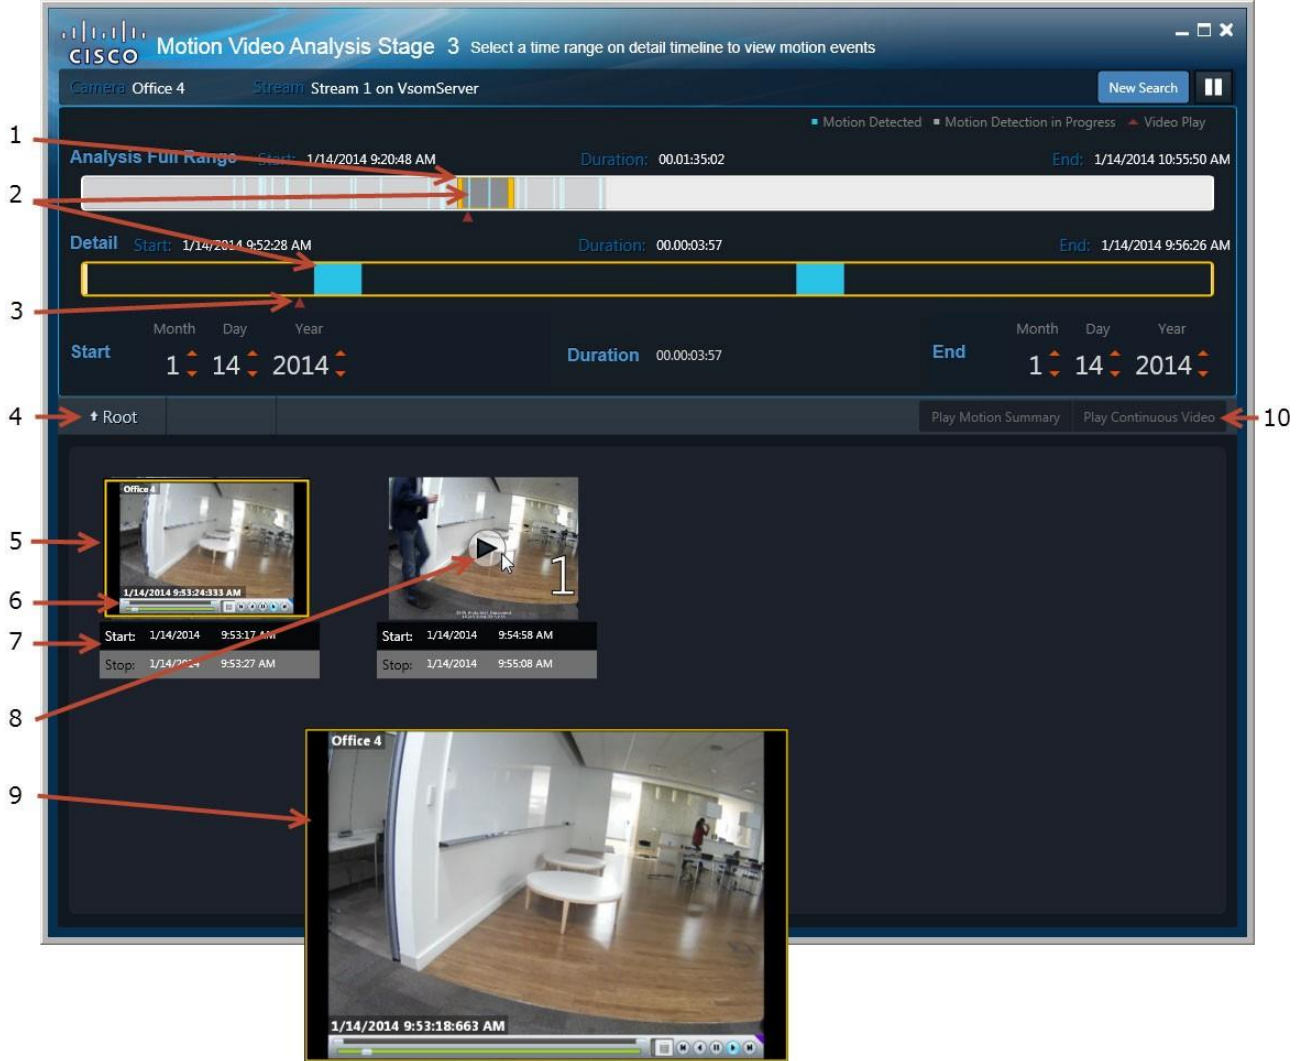 CISCO Motion Video Analysis Stage 3 Select a time range on detail timeline to view motion events
Camera Office 4 Stream Stream 1 on VsomServer New Search
Motion Detected Motion Detection in Progress Video Play
1
Analysis Full Range Start: 1/14/2014 9:20:48 AM Duration: 00.01:35:02 End: 1/14/2014 10:55:50 AM
2
Detail Start: 1/14/2014 9:52:28 AM Duration: 00.00:03:57 End: 1/14/2014 9:56:26 AM
3
Month Day Year Month Day Year
Start 1 14 2014 Duration 00.00:03:57 End 1 14 2014
4 Root Play Motion Summary Play Continuous Video 10
Office 4
5
1
6 1/14/2014 9:53:24:333 AM
7 Start: 1/14/2014 9:53:17 AM Start: 1/14/2014 9:54:58 AM
Stop: 1/14/2014 9:53:27 AM Stop: 1/14/2014 9:55:08 AM
8
Office 4
9
1/14/2014 9:53:18:663 AM